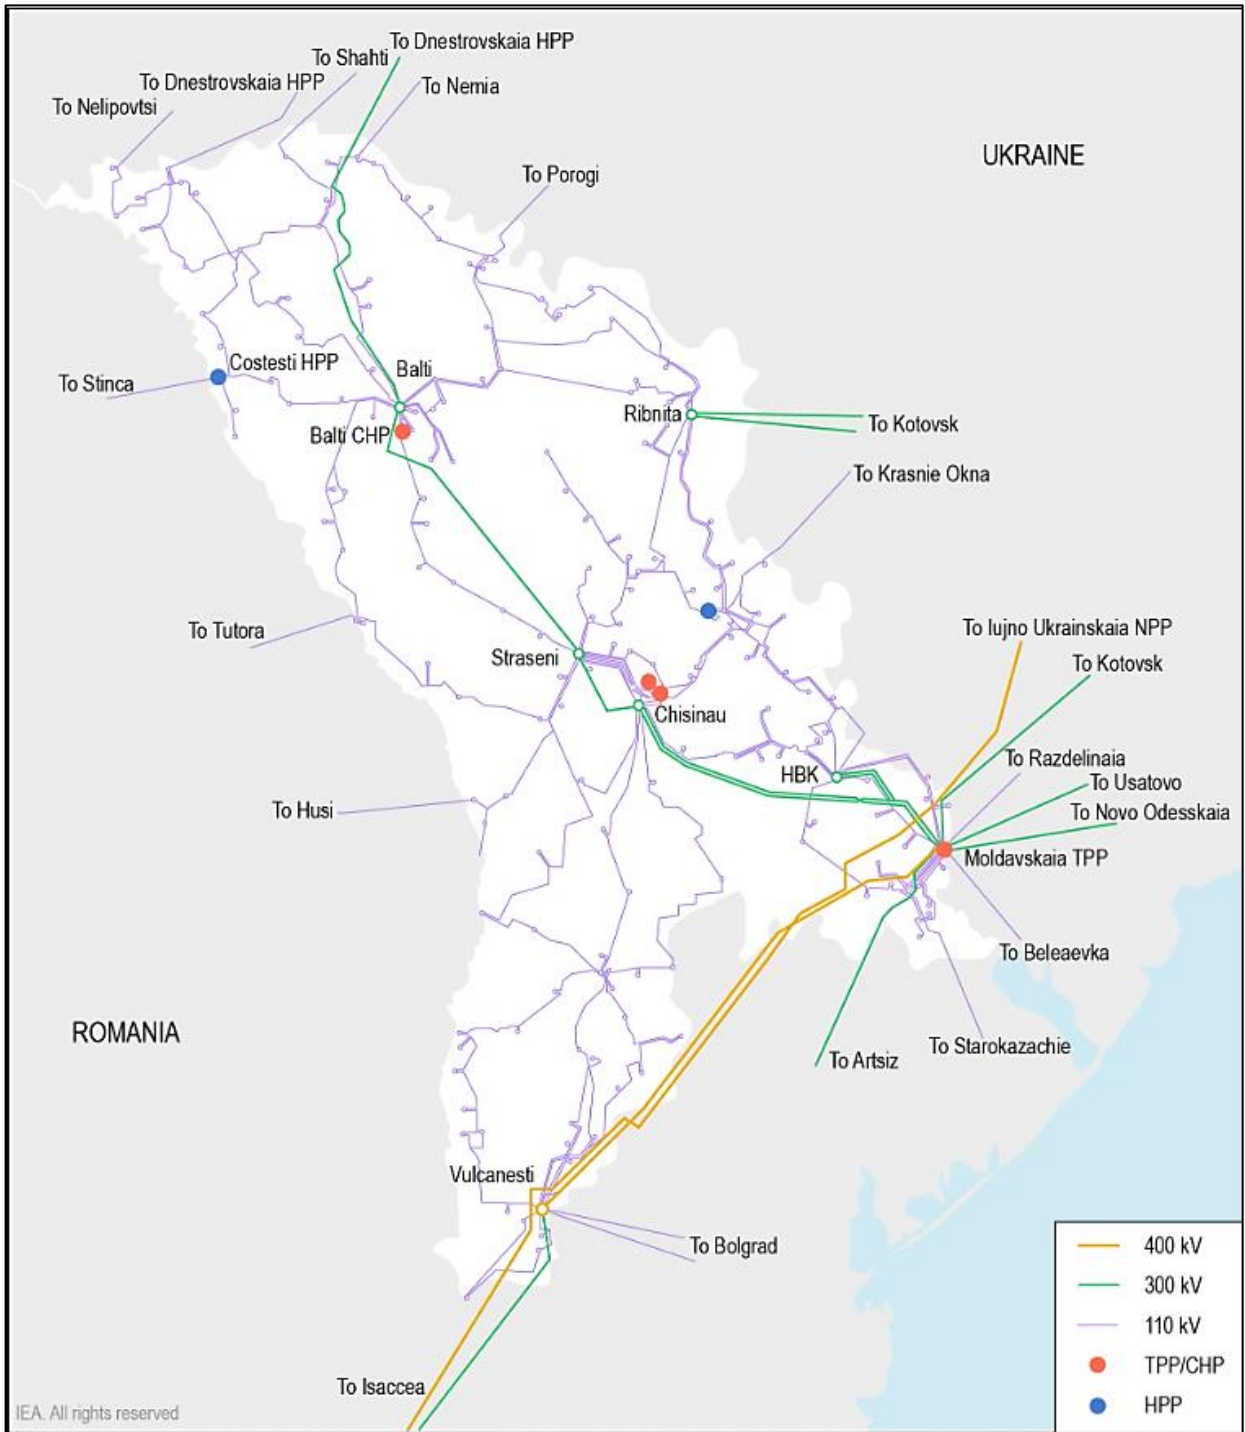 To Dnestrovskaia HPP
To Shahti
To Dnestrovskaia HPP
To Nemia
To Nelipovtsi
UKRAINE
To Porogi
Costesti HPP
Balti
To Stinca
Ribnita
To Kotovsk
Balti CHP
To Krasnie Okna
To Tutora
To Iujno Ukrainskaia NPP
Straseni
To Kotovsk
Chisinau
To Razdelinaia
HBK
To Usatovo
To Husi
To Novo Odesskaia
Moldavskaia TPP
To Beleaevka
ROMANIA
To Starokazachie
To Artsiz
Vulcanesti
To Bolgrad
400 kV
300 kV
110 kV
TPP/CHP
To Isaccea
HPP
IEA. All rights reserved